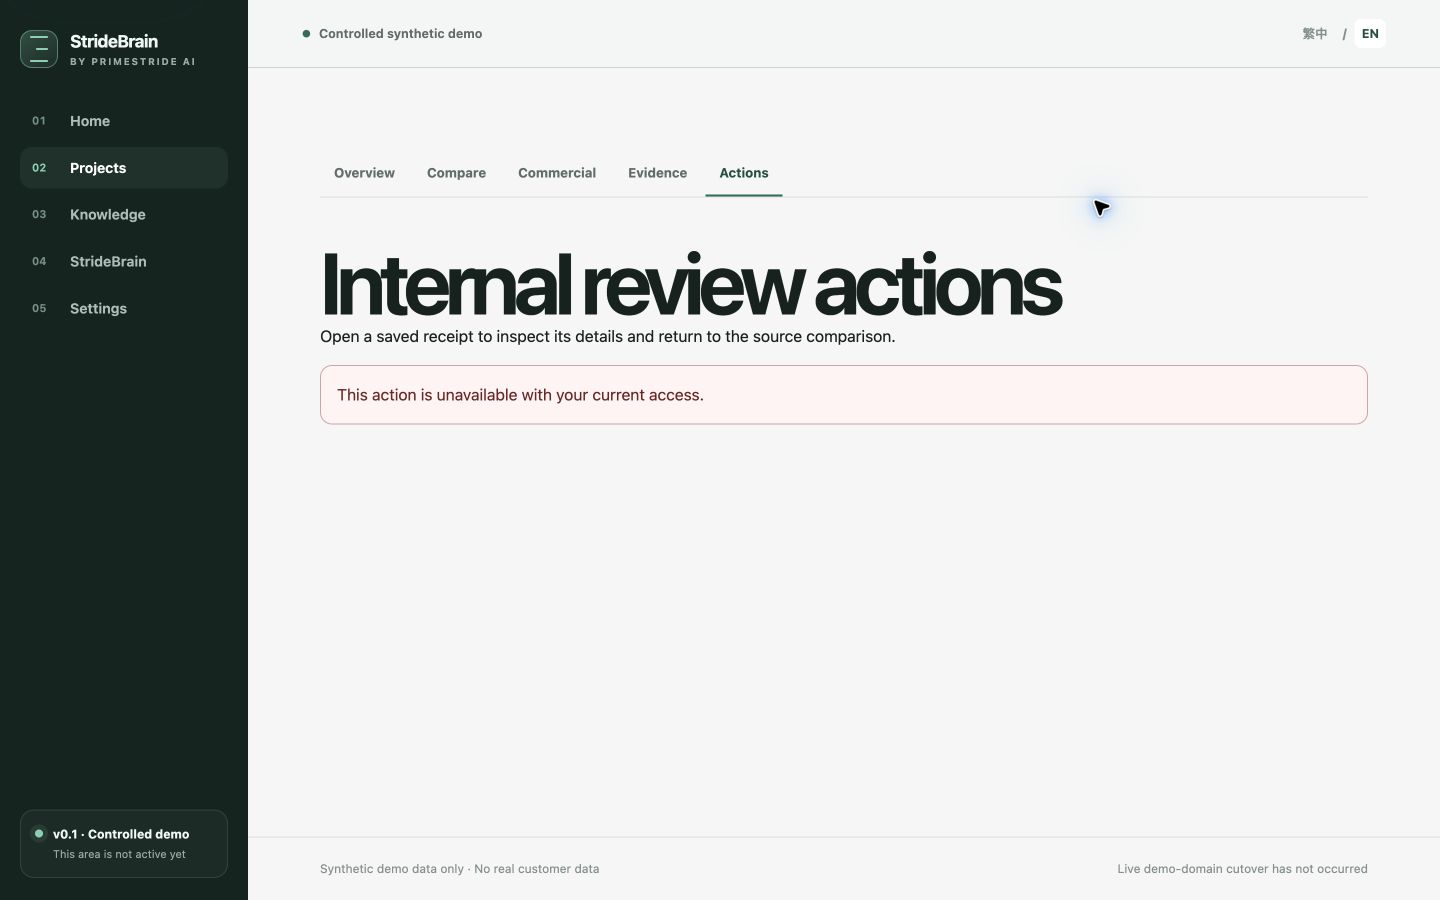 StrideBrain
BY PRIMESTRIDE AI
01 Home
02 Projects
03 Knowledge
04 StrideBrain
05 Settings
v0.1 · Controlled demo
This area is not active yet
Controlled synthetic demo
繁中 / EN
Overview Compare Commercial Evidence Actions
Internal review actions
Open a saved receipt to inspect its details and return to the source comparison.
This action is unavailable with your current access.
Synthetic demo data only · No real customer data
Live demo-domain cutover has not occurred